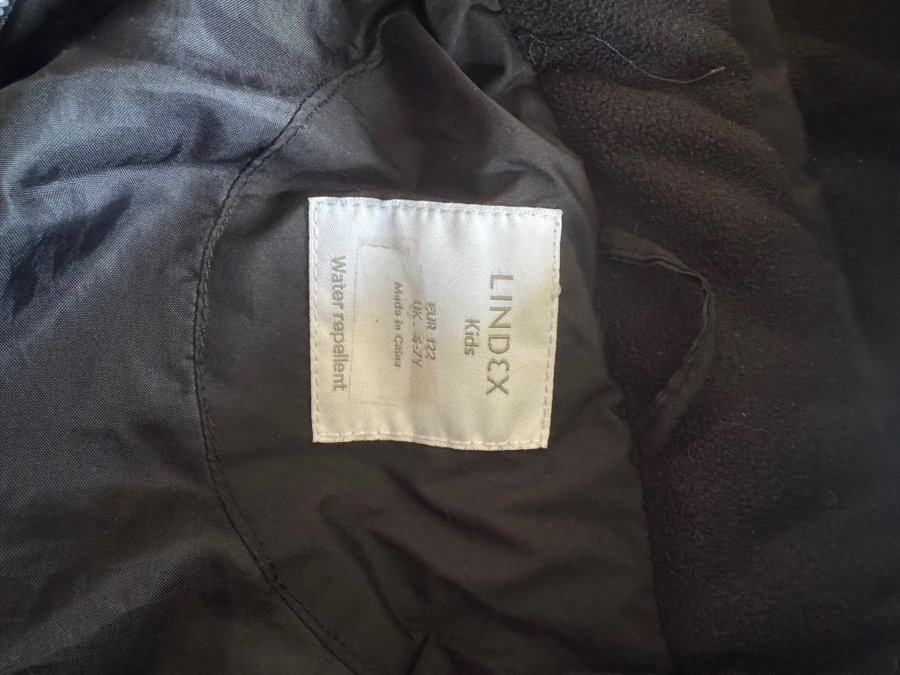 LINDEX
Kids
EUR 122
UK 6-7Y
Made in China
Water repellent